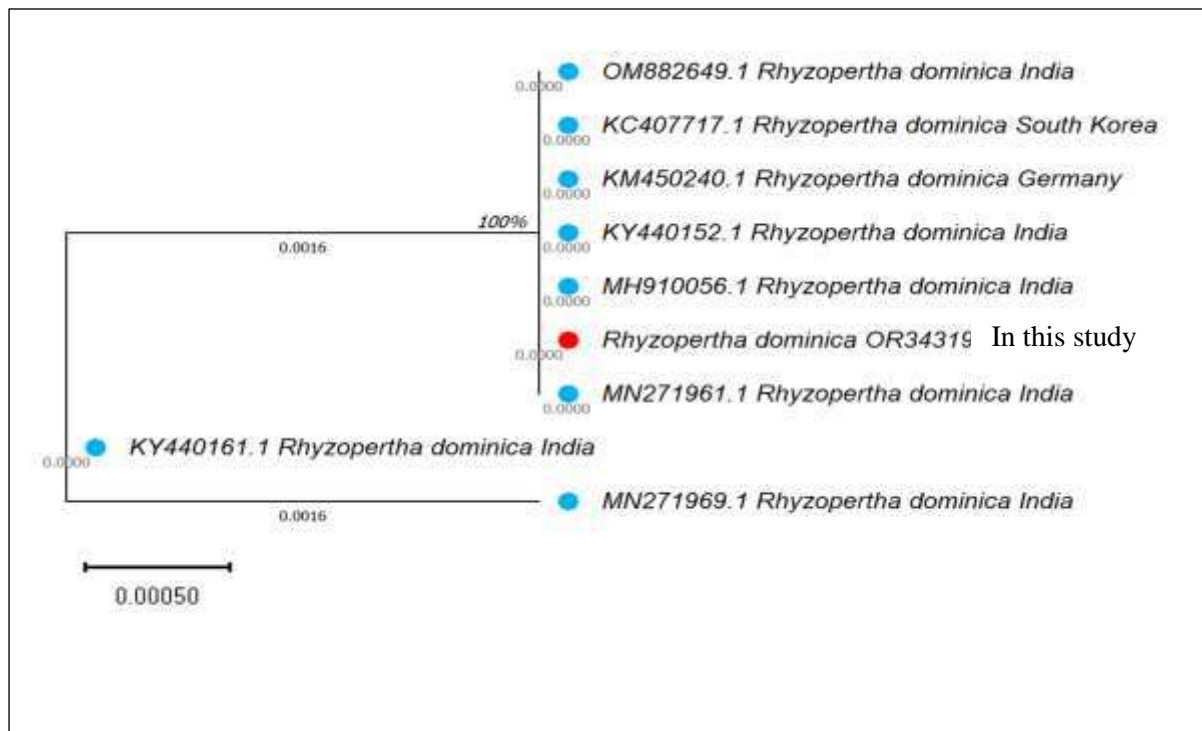 OM882649.1 Rhyzopertha dominica India
0.0000
KC407717.1 Rhyzopertha dominica South Korea
0.0000
KM450240.1 Rhyzopertha dominica Germany
0.0000
100%
KY440152.1 Rhyzopertha dominica India
0.0016
0.0000
MH910056.1 Rhyzopertha dominica India
0.0000
Rhyzopertha dominica OR34319 In this study
0.0000
MN271961.1 Rhyzopertha dominica India
0.0000
KY440161.1 Rhyzopertha dominica India
0.0000
MN271969.1 Rhyzopertha dominica India
0.0016
0.00050